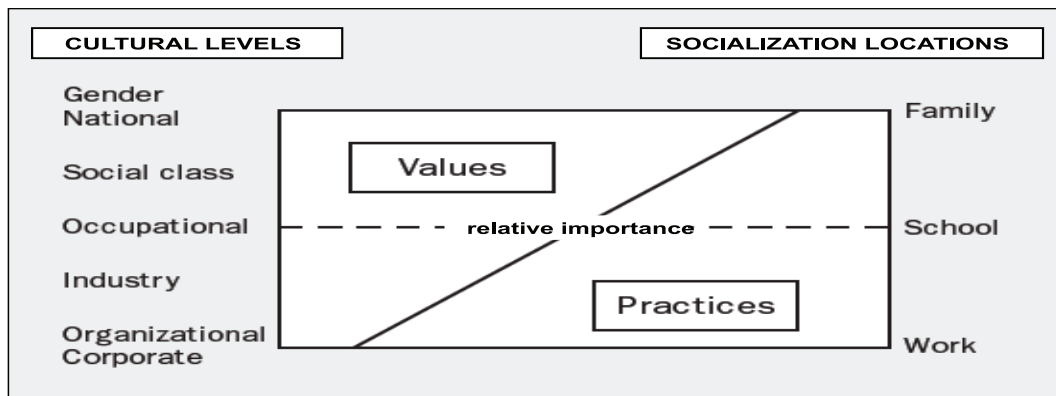 CULTURAL LEVELS
SOCIALIZATION LOCATIONS
Gender
National
Social class
Occupational
Industry
Organizational
Corporate
Values
relative importance
Practices
Family
School
Work